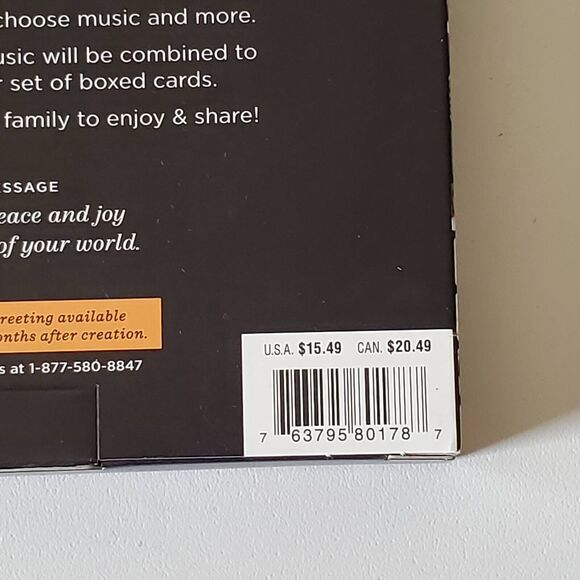 choose music and more.
usic will be combined to
r set of boxed cards.
family to enjoy & share!
ESSAGE
eace and joy
of your world.
reeting available
onths after creation.
s at 1-877-580-8847
U.S.A. $15.49 CAN. $20.49
7 63795 80178 7